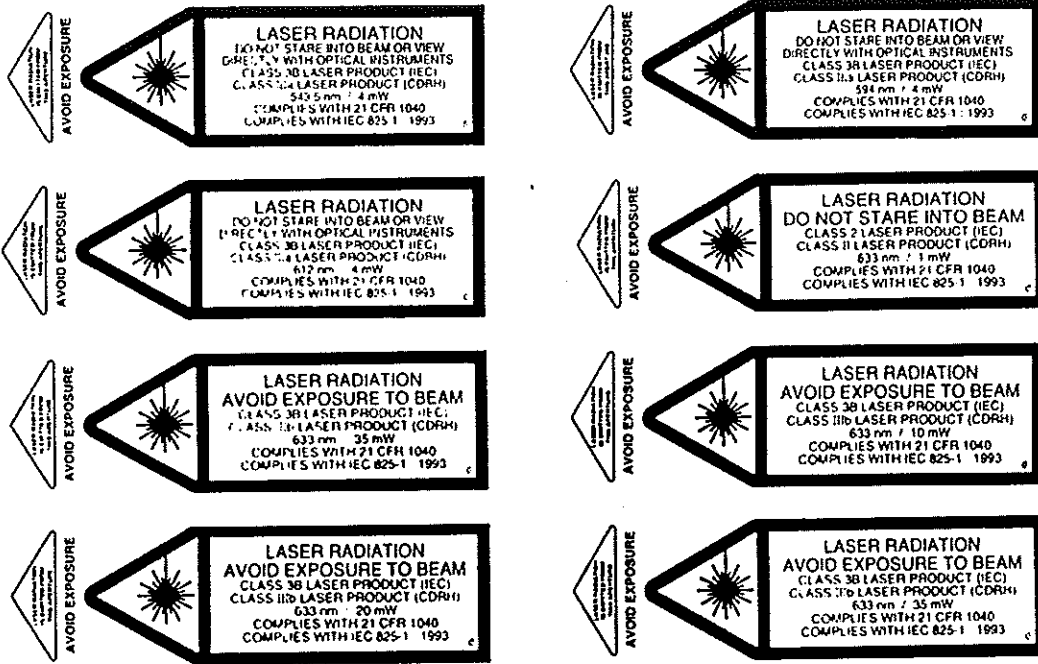 AVOID EXPOSURE
LASER RADIATION
DO NOT STARE INTO BEAM OR VIEW
DIRECTLY WITH OPTICAL INSTRUMENTS
CLASS 3B LASER PRODUCT (IEC)
CLASS LASER PRODUCT (CDRH)
543.5 nm / 4 mW
COMPLIES WITH 21 CFR 1040
COMPLIES WITH IEC 825-1 1993
AVOID EXPOSURE
LASER RADIATION
DO NOT STARE INTO BEAM OR VIEW
DIRECTLY WITH OPTICAL INSTRUMENTS
CLASS 3B LASER PRODUCT (IEC)
CLASS LASER PRODUCT (CDRH)
594 nm / 4 mW
COMPLIES WITH 21 CFR 1040
COMPLIES WITH IEC 825-1 : 1993
AVOID EXPOSURE
LASER RADIATION
DO NOT STARE INTO BEAM OR VIEW
DIRECTLY WITH OPTICAL INSTRUMENTS
CLASS 3B LASER PRODUCT (IEC)
CLASS LASER PRODUCT (CDRH)
612 nm 4 mW
COMPLIES WITH 21 CFR 1040
COMPLIES WITH IEC 825-1 1993
AVOID EXPOSURE
LASER RADIATION
DO NOT STARE INTO BEAM
CLASS 2 LASER PRODUCT (IEC)
CLASS II LASER PRODUCT (CDRH)
633 nm / 1 mW
COMPLIES WITH 21 CFR 1040
COMPLIES WITH IEC 825-1 1993
AVOID EXPOSURE
LASER RADIATION
AVOID EXPOSURE TO BEAM
CLASS 3B LASER PRODUCT (IEC)
CLASS LASER PRODUCT (CDRH)
633 nm 35 mW
COMPLIES WITH 21 CFR 1040
COMPLIES WITH IEC 825-1 1993
AVOID EXPOSURE
LASER RADIATION
AVOID EXPOSURE TO BEAM
CLASS 3B LASER PRODUCT (IEC)
CLASS IIIb LASER PRODUCT (CDRH)
633 nm / 10 mW
COMPLIES WITH 21 CFR 1040
COMPLIES WITH IEC 825-1 1993
AVOID EXPOSURE
LASER RADIATION
AVOID EXPOSURE TO BEAM
CLASS 3B LASER PRODUCT (IEC)
CLASS IIIb LASER PRODUCT (CDRH)
633 nm 20 mW
COMPLIES WITH 21 CFR 1040
COMPLIES WITH IEC 825-1 1993
AVOID EXPOSURE
LASER RADIATION
AVOID EXPOSURE TO BEAM
CLASS 3B LASER PRODUCT (IEC)
CLASS IIIb LASER PRODUCT (CDRH)
633 nm / 35 mW
COMPLIES WITH 21 CFR 1040
COMPLIES WITH IEC 825-1 1993